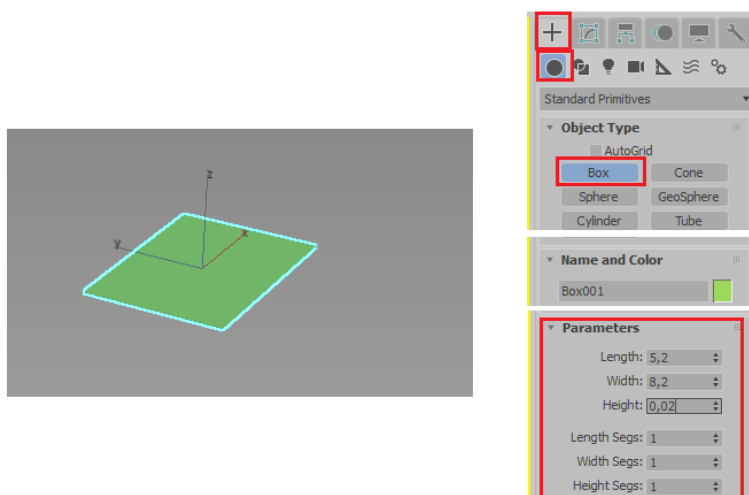 z
y
x
Standard Primitives
Object Type
AutoGrid
Box Cone
Sphere GeoSphere
Cylinder Tube
Name and Color
Box001
Parameters
Length: 5,2
Width: 8,2
Height: 0,02
Length Segs: 1
Width Segs: 1
Height Segs: 1